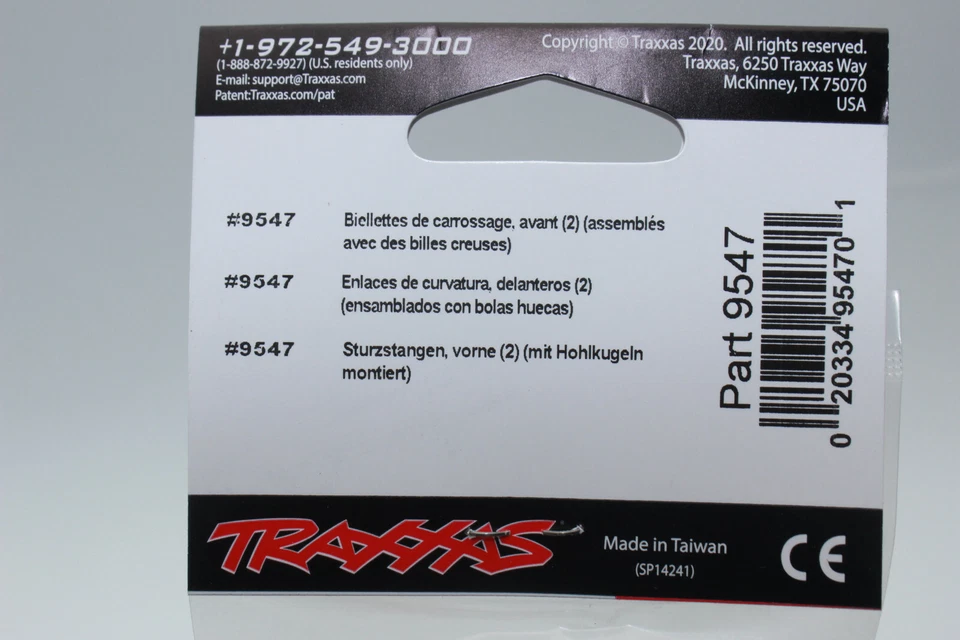 +1-972-549-3000
(1-888-872-9927) (U.S. residents only)
E-mail: support@Traxxas.com
Patent:Traxxas.com/pat
Copyright © Traxxas 2020. All rights reserved.
Traxxas, 6250 Traxxas Way
McKinney, TX 75070
USA
#9547 Biellettes de carrossage, avant (2) (assemblés
avec des billes creuses)
#9547 Enlaces de curvatura, delanteros (2)
(ensamblados con bolas huecas)
#9547 Sturzstangen, vorne (2) (mit Hohlkugeln
montiert)
Part 9547
0 20334 95470 1
TRAXXAS
Made in Taiwan
(SP14241)
CE